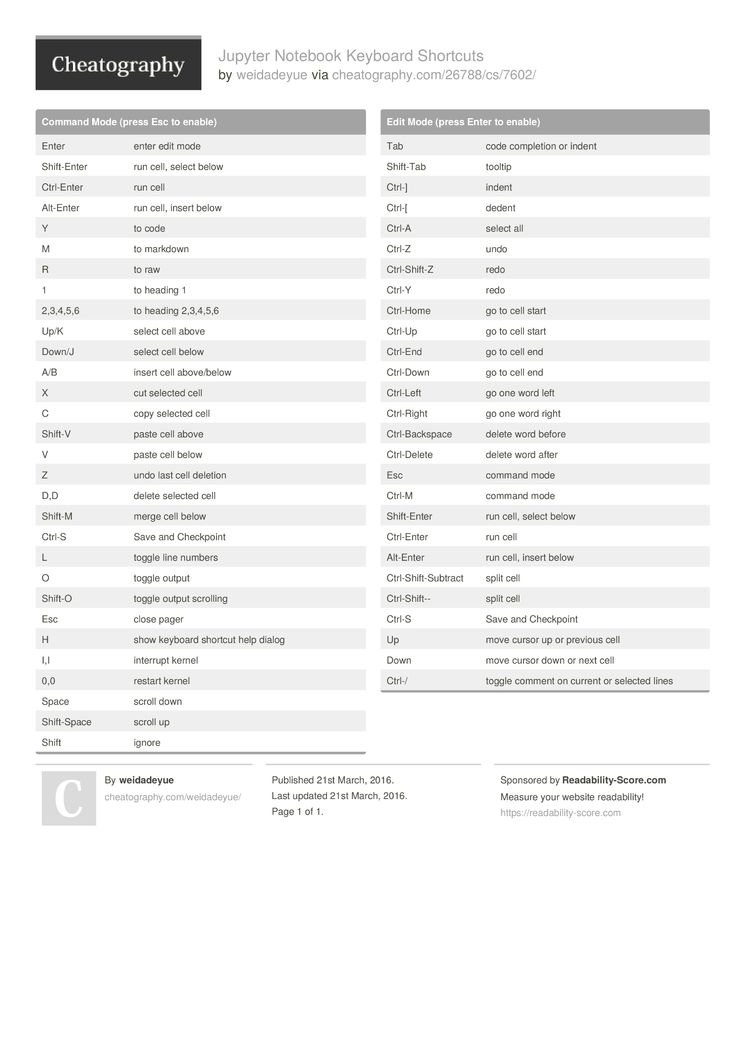 Cheatography
Jupyter Notebook Keyboard Shortcuts
by weidadeyue via cheatography.com/26788/cs/7602/
Command Mode (press Esc to enable)
Enter enter edit mode
Shift-Enter run cell, select below
Ctrl-Enter run cell
Alt-Enter run cell, insert below
Y to code
M to markdown
R to raw
1 to heading 1
2,3,4,5,6 to heading 2,3,4,5,6
Up/K select cell above
Down/J select cell below
A/B insert cell above/below
X cut selected cell
C copy selected cell
Shift-V paste cell above
V paste cell below
Z undo last cell deletion
D,D delete selected cell
Shift-M merge cell below
Ctrl-S Save and Checkpoint
L toggle line numbers
O toggle output
Shift-O toggle output scrolling
Esc close pager
H show keyboard shortcut help dialog
I,I interrupt kernel
0,0 restart kernel
Space scroll down
Shift-Space scroll up
Shift ignore
Edit Mode (press Enter to enable)
Tab code completion or indent
Shift-Tab tooltip
Ctrl-] indent
Ctrl-[ dedent
Ctrl-A select all
Ctrl-Z undo
Ctrl-Shift-Z redo
Ctrl-Y redo
Ctrl-Home go to cell start
Ctrl-Up go to cell start
Ctrl-End go to cell end
Ctrl-Down go to cell end
Ctrl-Left go one word left
Ctrl-Right go one word right
Ctrl-Backspace delete word before
Ctrl-Delete delete word after
Esc command mode
Ctrl-M command mode
Shift-Enter run cell, select below
Ctrl-Enter run cell
Alt-Enter run cell, insert below
Ctrl-Shift-Subtract split cell
Ctrl-Shift-- split cell
Ctrl-S Save and Checkpoint
Up move cursor up or previous cell
Down move cursor down or next cell
Ctrl-/ toggle comment on current or selected lines
C
By weidadeyue
cheatography.com/weidadeyue/
Published 21st March, 2016.
Last updated 21st March, 2016.
Page 1 of 1.
Sponsored by Readability-Score.com
Measure your website readability!
https://readability-score.com